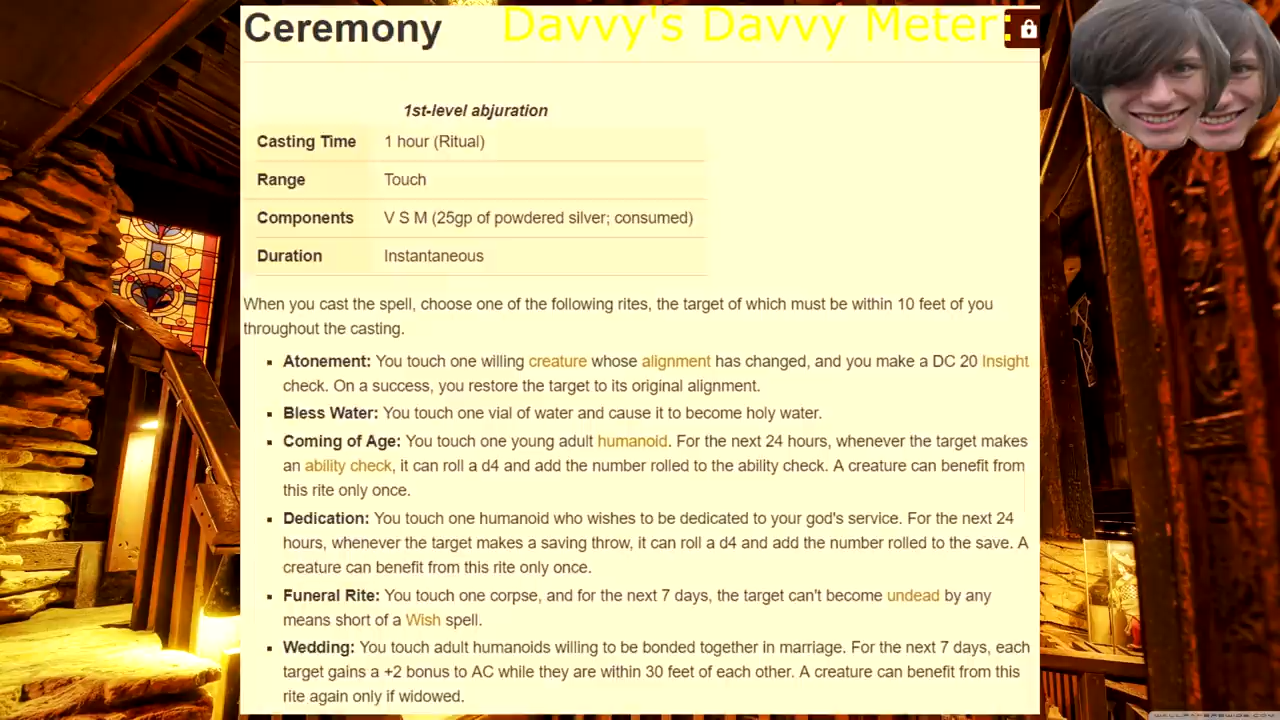 Ceremony
Davvy's Davvy Meter:
1st-level abjuration
Casting Time 1 hour (Ritual)
Range Touch
Components V S M (25gp of powdered silver; consumed)
Duration Instantaneous
When you cast the spell, choose one of the following rites, the target of which must be within 10 feet of you
throughout the casting.
Atonement: You touch one willing creature whose alignment has changed, and you make a DC 20 Insight
check. On a success, you restore the target to its original alignment.
Bless Water: You touch one vial of water and cause it to become holy water.
Coming of Age: You touch one young adult humanoid. For the next 24 hours, whenever the target makes
an ability check, it can roll a d4 and add the number rolled to the ability check. A creature can benefit from
this rite only once.
Dedication: You touch one humanoid who wishes to be dedicated to your god's service. For the next 24
hours, whenever the target makes a saving throw, it can roll a d4 and add the number rolled to the save. A
creature can benefit from this rite only once.
Funeral Rite: You touch one corpse, and for the next 7 days, the target can't become undead by any
means short of a Wish spell.
Wedding: You touch adult humanoids willing to be bonded together in marriage. For the next 7 days, each
target gains a +2 bonus to AC while they are within 30 feet of each other. A creature can benefit from this
rite again only if widowed.